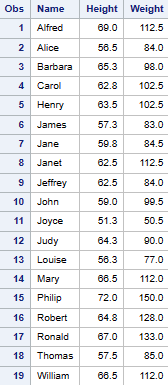 Obs Name Height Weight
1 Alfred 69.0 112.5
2 Alice 56.5 84.0
3 Barbara 65.3 98.0
4 Carol 62.8 102.5
5 Henry 63.5 102.5
6 James 57.3 83.0
7 Jane 59.8 84.5
8 Janet 62.5 112.5
9 Jeffrey 62.5 84.0
10 John 59.0 99.5
11 Joyce 51.3 50.5
12 Judy 64.3 90.0
13 Louise 56.3 77.0
14 Mary 66.5 112.0
15 Philip 72.0 150.0
16 Robert 64.8 128.0
17 Ronald 67.0 133.0
18 Thomas 57.5 85.0
19 William 66.5 112.0